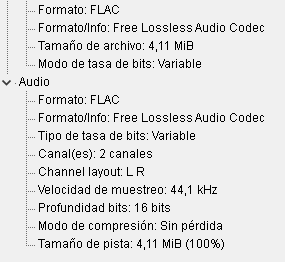 Formato: FLAC
Formato/Info: Free Lossless Audio Codec
Tamaño de archivo: 4,11 MiB
Modo de tasa de bits: Variable
Audio
Formato: FLAC
Formato/Info: Free Lossless Audio Codec
Tipo de tasa de bits: Variable
Canal(es): 2 canales
Channel layout: L R
Velocidad de muestreo: 44,1 kHz
Profundidad bits: 16 bits
Modo de compresión: Sin pérdida
Tamaño de pista: 4,11 MiB (100%)